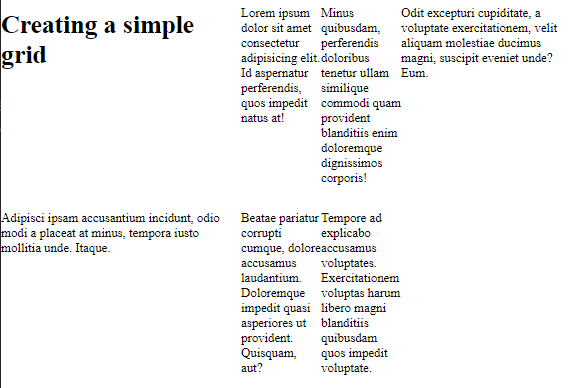 Creating a simple
grid
Lorem ipsum
dolor sit amet
consectetur
adipisicing elit.
Id aspernatur
perferendis,
quos impedit
natus at!
Minus
quibusdam,
perferendis
doloribus
tenetur ullam
similique
commodi quam
provident
blanditiis enim
doloremque
dignissimos
corporis!
Odit excepturi cupiditate, a
voluptate exercitationem, velit
aliquam molestiae ducimus
magni, suscipit eveniet unde?
Eum.
Adipisci ipsam accusantium incidunt, odio
modi a placeat at minus, tempora iusto
mollitia unde. Itaque.
Beatae pariatur
corrupti
cumque, dolore
accusamus
laudantium.
Doloremque
impedit quasi
asperiores ut
provident.
Quisquam,
aut?
Tempore ad
explicabo
accusamus
voluptates.
Exercitationem
voluptas harum
libero magni
blanditiis
quibusdam
quos impedit
voluptate.